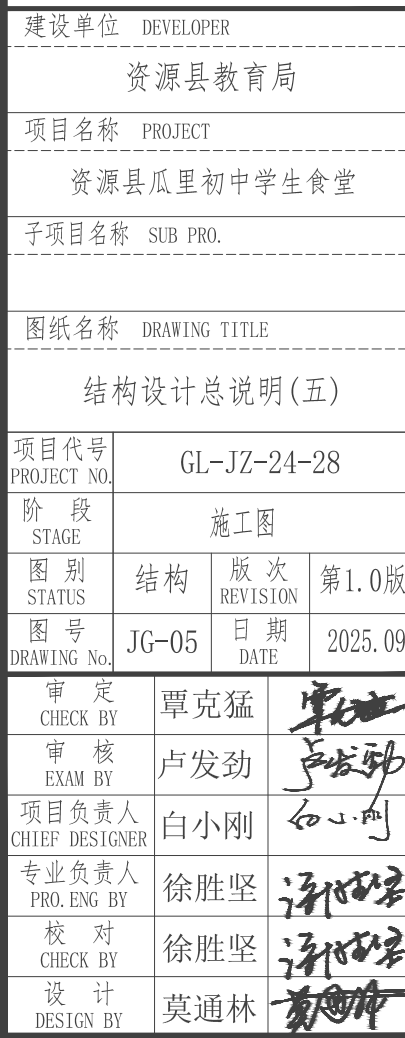 建设单位 DEVELOPER
资源县教育局
项目名称 PROJECT
资源县瓜里初中学生食堂
子项目名称 SUB PRO.
图纸名称 DRAWING TITLE
结构设计总说明(五)
项目代号 GL-JZ-24-28
PROJECT NO.
阶 段 施工图
STAGE
图 别 结构 版 次 第1.0版
STATUS REVISION
图 号 JG-05 日 期 2025.09
DRAWING No. DATE
审 定 覃克猛
CHECK BY
审 核 卢发劲 卢发劲
EXAM BY
项目负责人 白小刚 白小刚
CHIEF DESIGNER
专业负责人 徐胜坚
PRO.ENG BY
校 对 徐胜坚
CHECK BY
设 计 莫通林
DESIGN BY